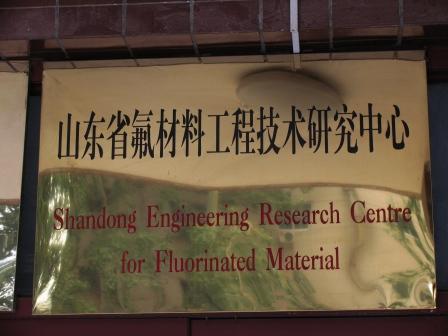 山东省氟材料工程技术研究中心
Shandong Engineering Research Centre
for Fluorinated Material